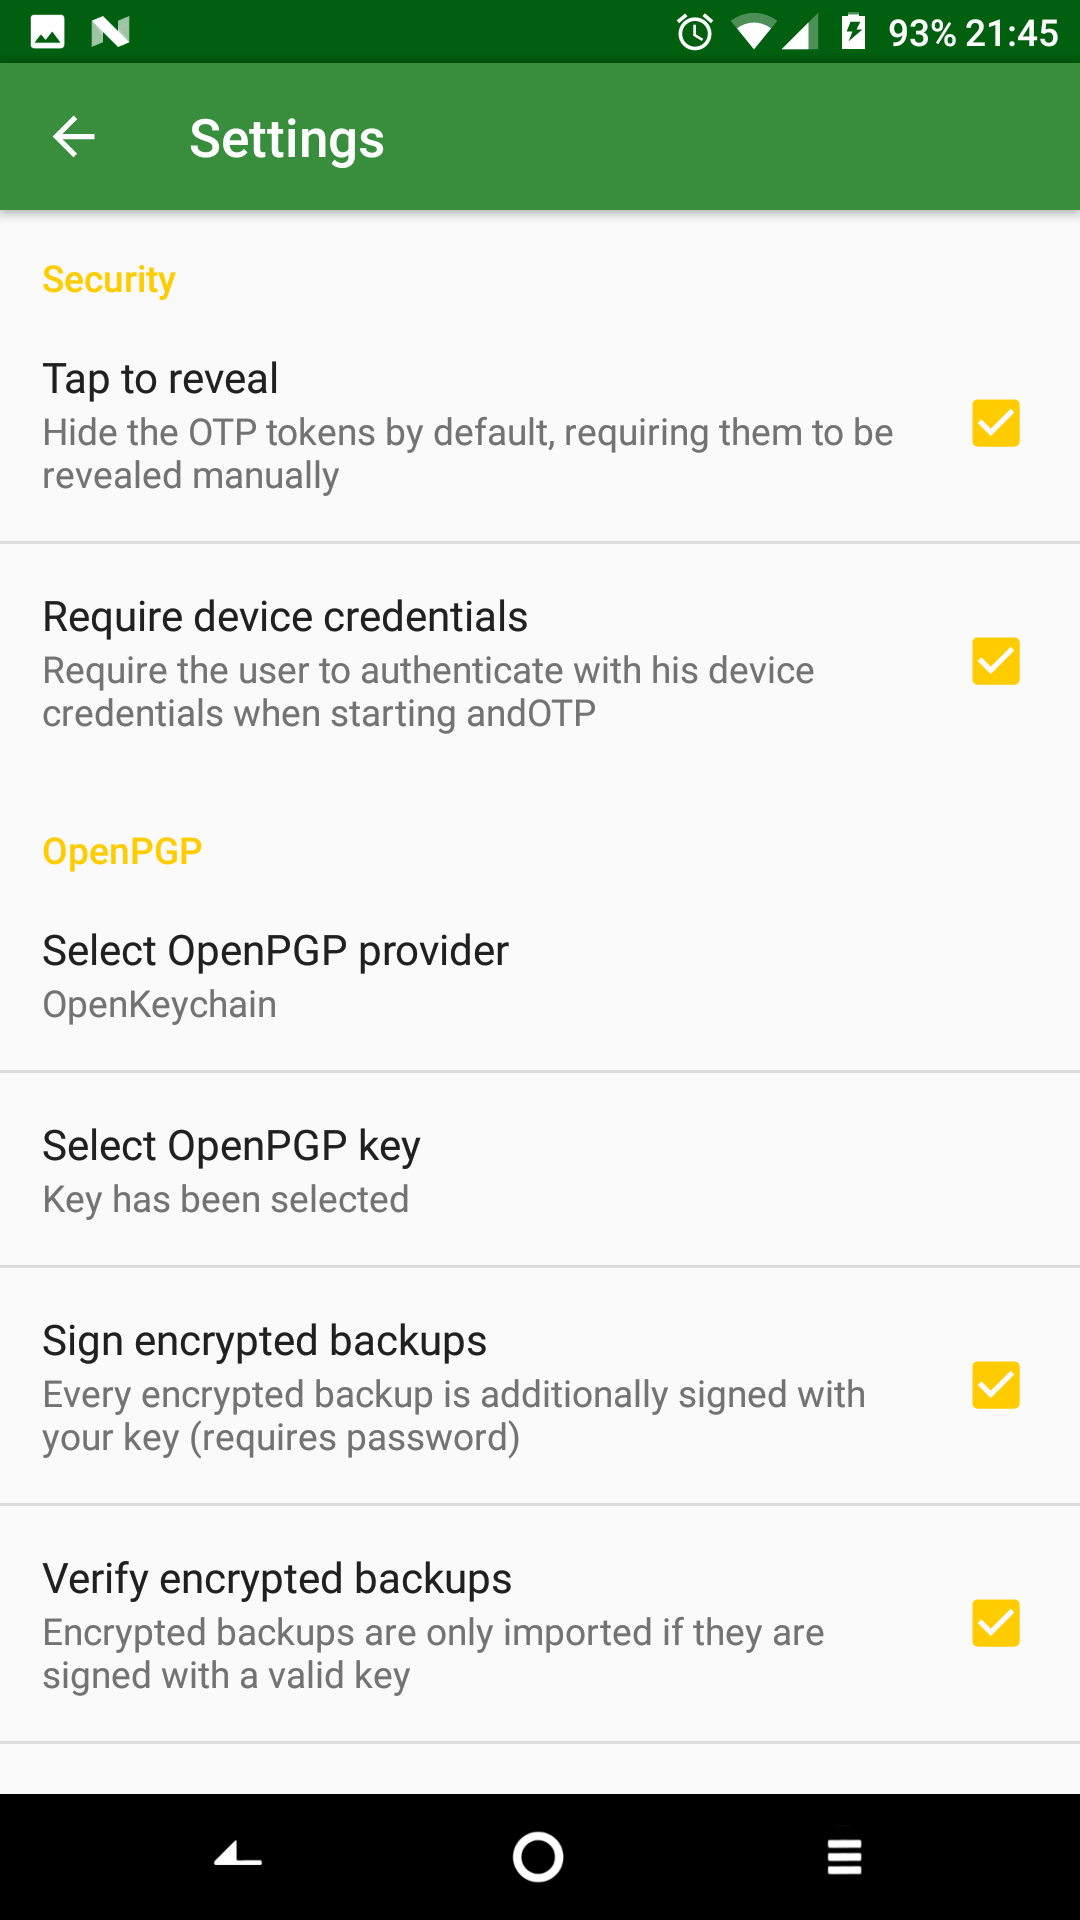 93% 21:45
Settings
Security
Tap to reveal
Hide the OTP tokens by default, requiring them to be
revealed manually
Require device credentials
Require the user to authenticate with his device
credentials when starting andOTP
OpenPGP
Select OpenPGP provider
OpenKeychain
Select OpenPGP key
Key has been selected
Sign encrypted backups
Every encrypted backup is additionally signed with
your key (requires password)
Verify encrypted backups
Encrypted backups are only imported if they are
signed with a valid key